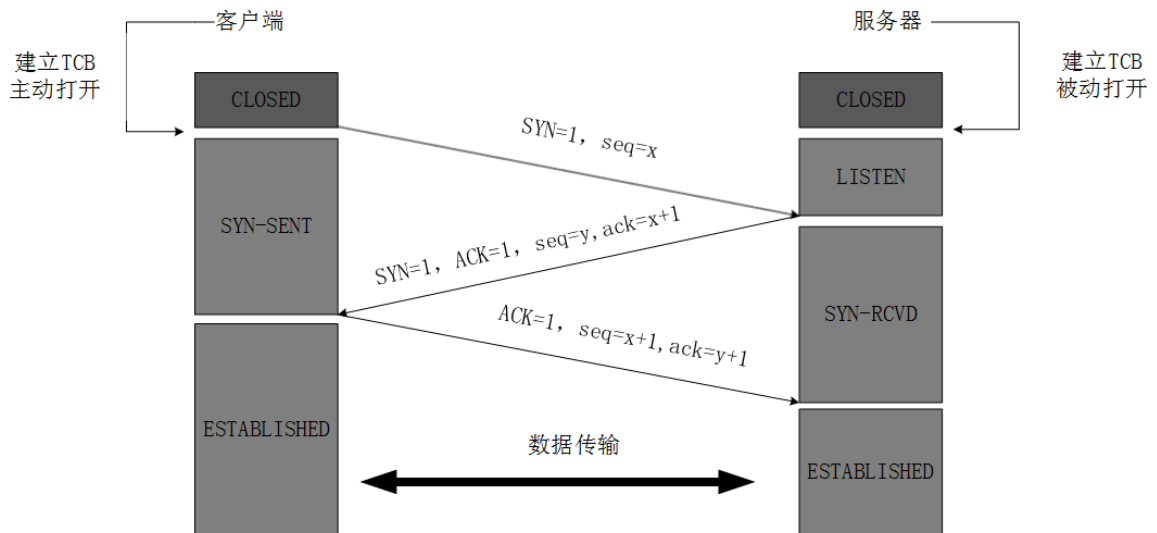 客户端
服务器
建立TCB
主动打开
建立TCB
被动打开
CLOSED
CLOSED
SYN=1, seq=x
LISTEN
SYN-SENT
SYN=1, ACK=1, seq=y,ack=x+1
ACK=1, seq=x+1,ack=y+1
SYN-RCVD
ESTABLISHED
数据传输
ESTABLISHED